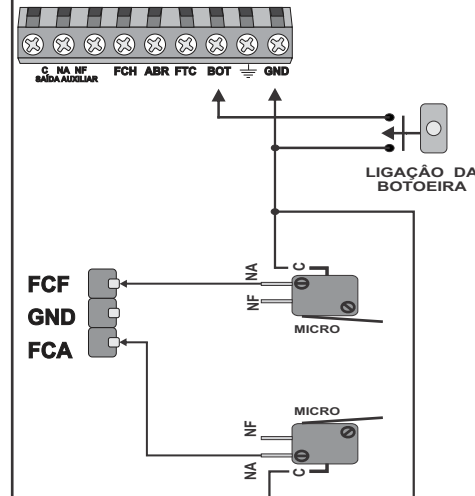 C NA NF FCH ABR FTC BOT GND
SAÍDA AUXILIAR
LIGAÇÂO DA
BOTOEIRA
NA C
FCF
NF
GND
MICRO
FCA
MICRO
NF
NA C